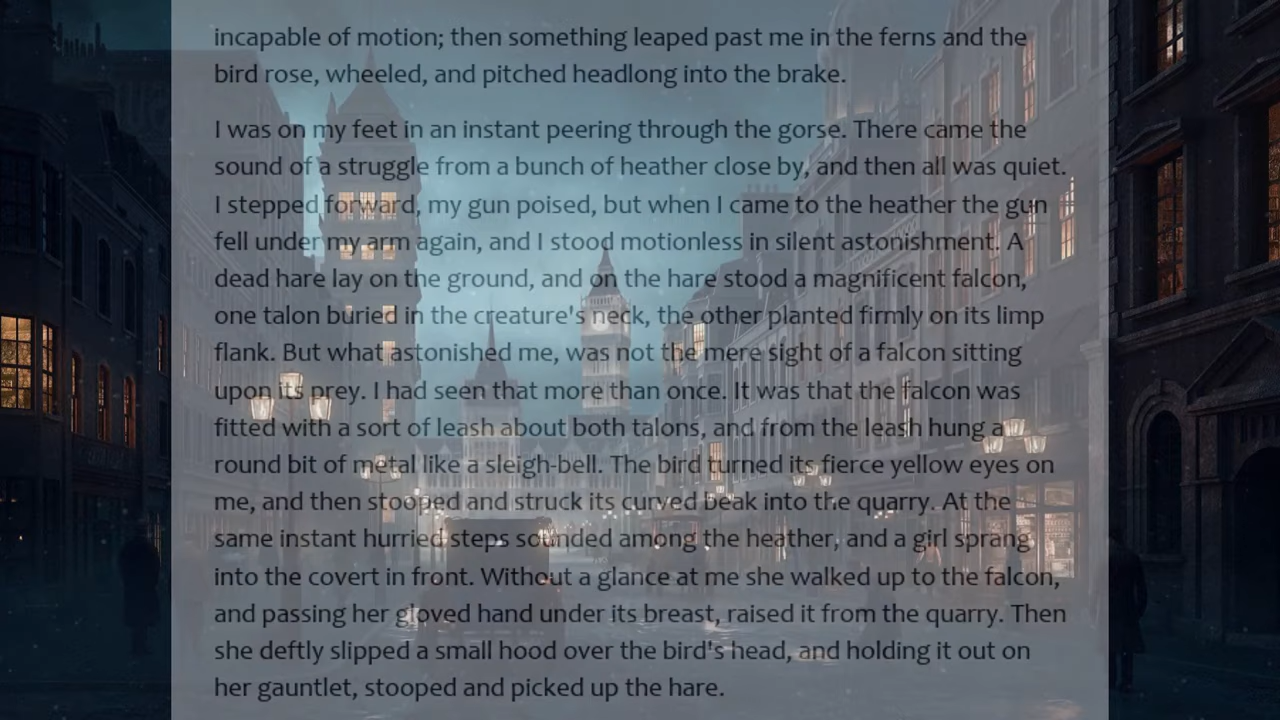 incapable of motion; then something leaped past me in the ferns and the
bird rose, wheeled, and pitched headlong into the brake.
I was on my feet in an instant peering through the gorse. There came the
sound of a struggle from a bunch of heather close by, and then all was quiet.
I stepped forward, my gun poised, but when I came to the heather the gun
fell under my arm again, and I stood motionless in silent astonishment. A
dead hare lay on the ground, and on the hare stood a magnificent falcon,
one talon buried in the creature's neck, the other planted firmly on its limp
flank. But what astonished me, was not the mere sight of a falcon sitting
upon its prey. I had seen that more than once. It was that the falcon was
fitted with a sort of leash about both talons, and from the leash hung a
round bit of metal like a sleigh-bell. The bird turned its fierce yellow eyes on
me, and then stooped and struck its curved beak into the quarry. At the
same instant hurried steps sounded among the heather, and a girl sprang
into the covert in front. Without a glance at me she walked up to the falcon,
and passing her gloved hand under its breast, raised it from the quarry. Then
she deftly slipped a small hood over the bird's head, and holding it out on
her gauntlet, stooped and picked up the hare.